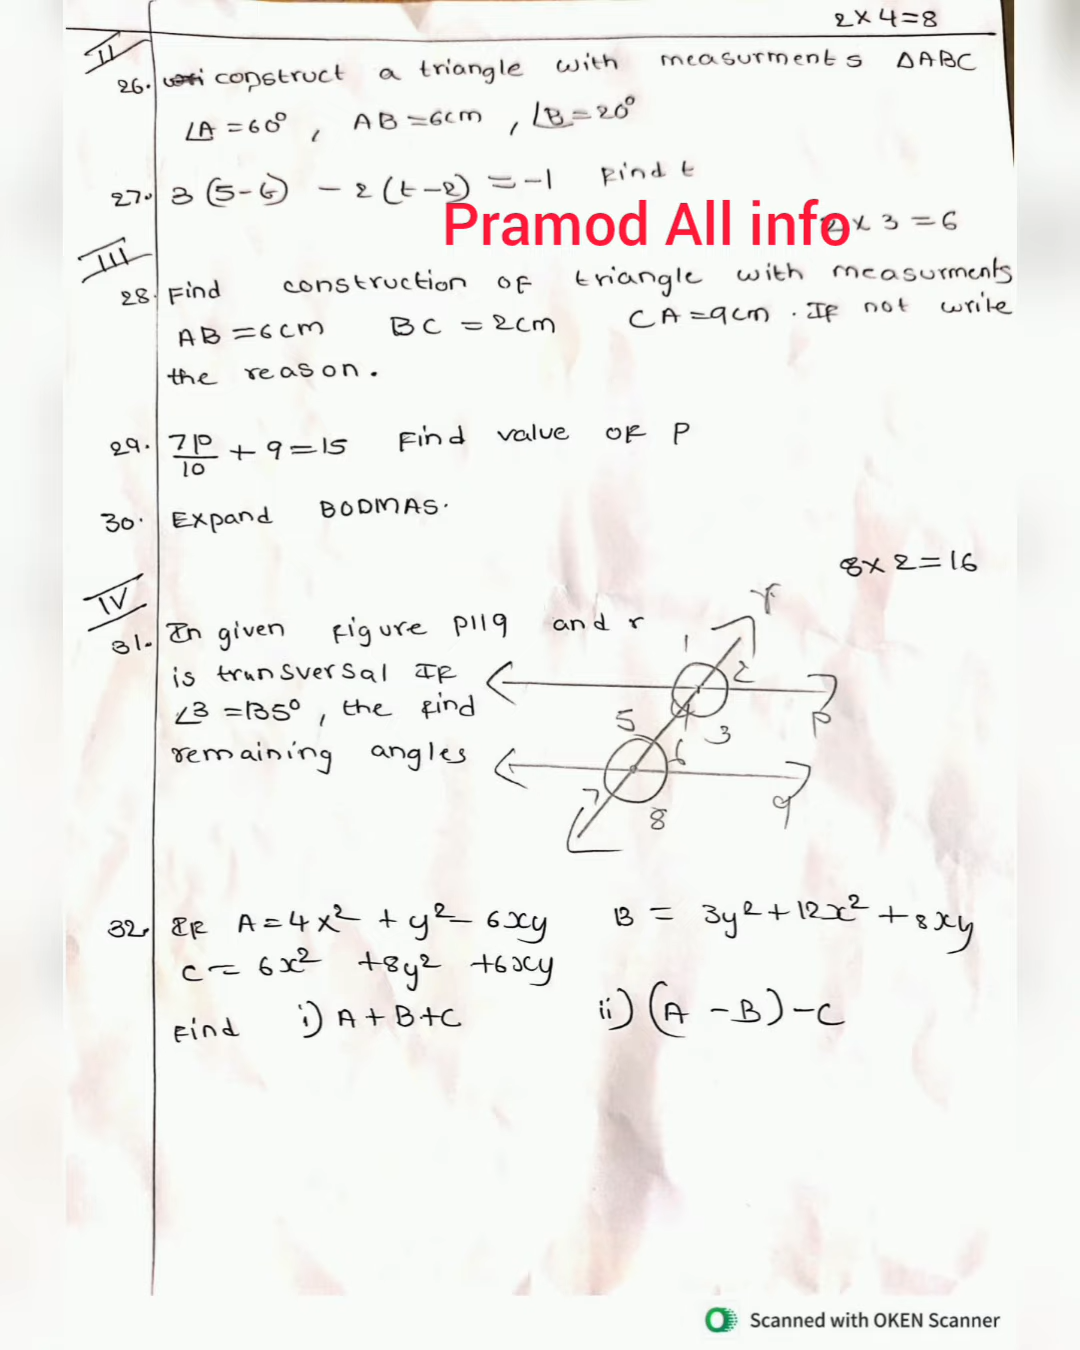 2 × 4 = 8
II
26. construct a triangle with measurments ΔABC
∠A = 60° , AB = 6cm , ∠B = 20°
27. 3 (5-6) - 2 (t-2) = -1 Find t
Pramod All info
× 3 = 6
III
28. Find construction of triangle with measurments
AB = 6cm BC = 2cm CA = 9cm . If not write
the reason.
29. 7p/10 + 9 = 15 Find value of P
30. Expand BODMAS.
8 × 2 = 16
IV
31. In given figure p||q and r
is transversal If
∠3 = 135° , the find
remaining angles
r
1
2
5
4
3
p
6
7
8
q
32. If A = 4x² + y² - 6xy B = 3y² + 12x² + 8xy
C = 6x² + 8y² + 6xy
Find i) A + B + C ii) (A - B) - C
Scanned with OKEN Scanner